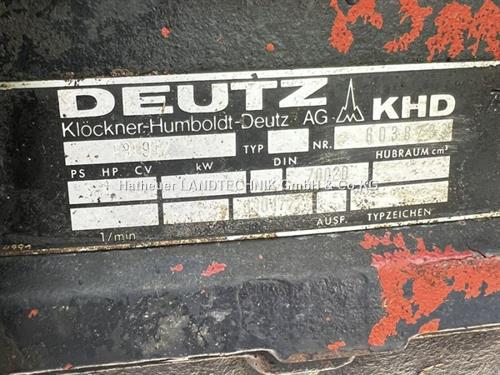 DEUTZ KHD
Klöckner-Humboldt-Deutz AG
TYP NR.
PS HP CV kW DIN HUBRAUM cm³
70020
Hatheuer LANDTECHNIK GmbH & Co KG
1/min AUSF. TYPZEICHEN